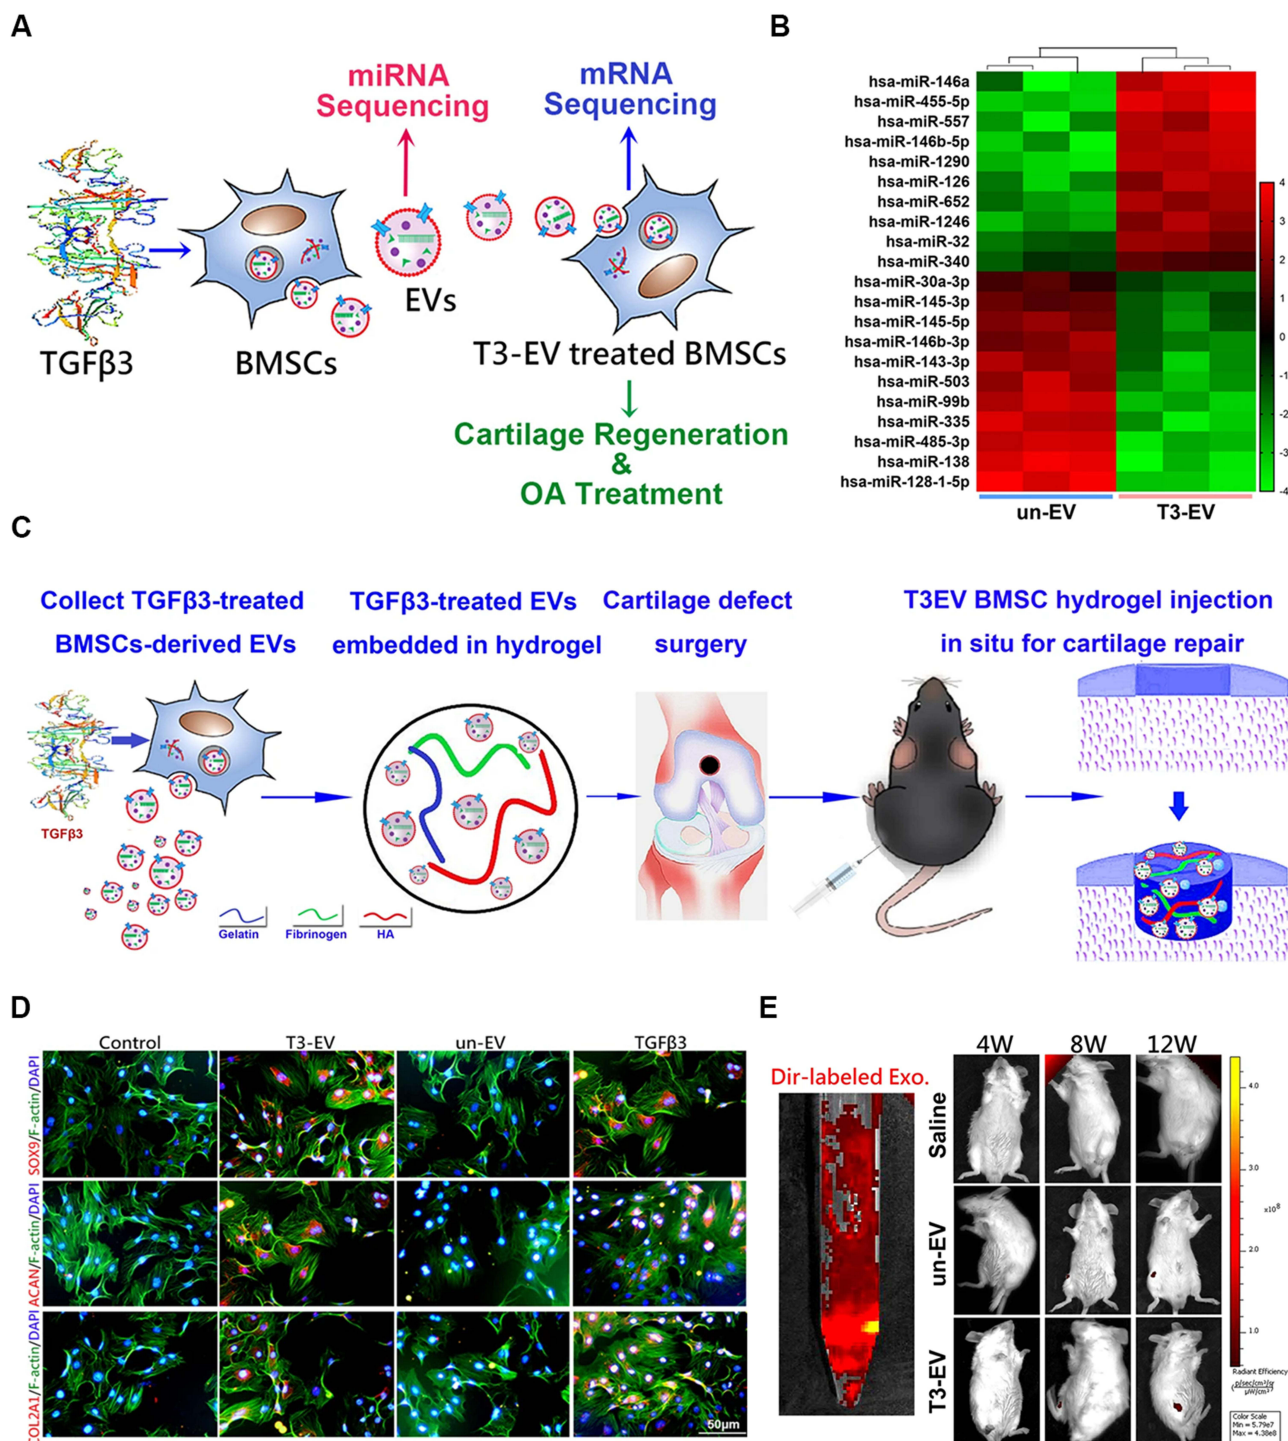 A
miRNA
Sequencing
mRNA
Sequencing
TGFβ3
BMSCs
EVs
T3-EV treated BMSCs
Cartilage Regeneration
&
OA Treatment
B
hsa-miR-146a
hsa-miR-455-5p
hsa-miR-557
hsa-miR-146b-5p
hsa-miR-1290
hsa-miR-126
hsa-miR-652
hsa-miR-1246
hsa-miR-32
hsa-miR-340
hsa-miR-30a-3p
hsa-miR-145-3p
hsa-miR-145-5p
hsa-miR-146b-3p
hsa-miR-143-3p
hsa-miR-503
hsa-miR-99b
hsa-miR-335
hsa-miR-485-3p
hsa-miR-138
hsa-miR-128-1-5p
un-EV
T3-EV
4
3
2
1
0
-1
-2
-3
-4
C
Collect TGFβ3-treated
BMSCs-derived EVs
TGFβ3-treated EVs
embedded in hydrogel
Cartilage defect
surgery
T3EV BMSC hydrogel injection
in situ for cartilage repair
TGFβ3
Gelatin
Fibrinogen
HA
D
Control
T3-EV
un-EV
TGFβ3
SOX9/F-actin/DAPI
ACAN/F-actin/DAPI
COL2A1/F-actin/DAPI
50μm
E
Dir-labeled Exo.
4W
8W
12W
Saline
un-EV
T3-EV
4.0
3.0
x10⁸
2.0
1.0
Radiant Efficiency
Color Scale
Min = 5.79e7
Max = 4.38e8